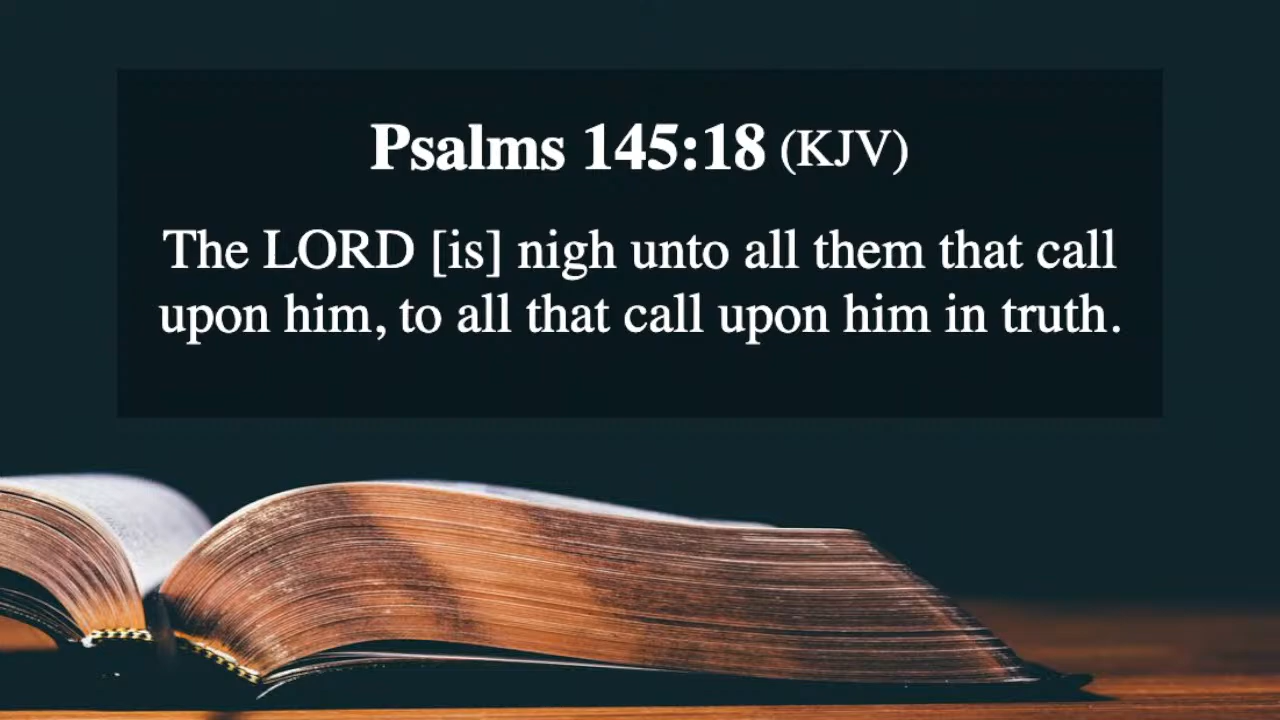 Psalms 145:18 (KJV)
The LORD [is] nigh unto all them that call
upon him, to all that call upon him in truth.